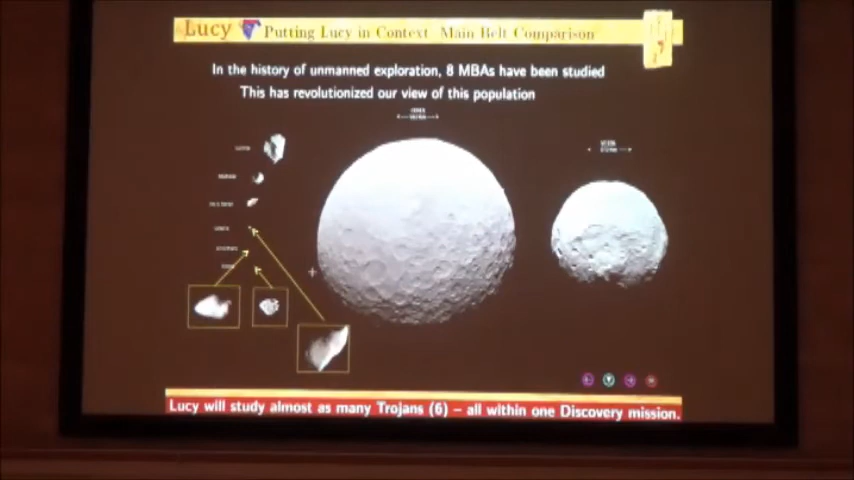 Lucy Putting Lucy in Context Main Belt Comparison
In the history of unmanned exploration, 8 MBAs have been studied
This has revolutionized our view of this population
Lucy will study almost as many Trojans (6) – all within one Discovery mission.